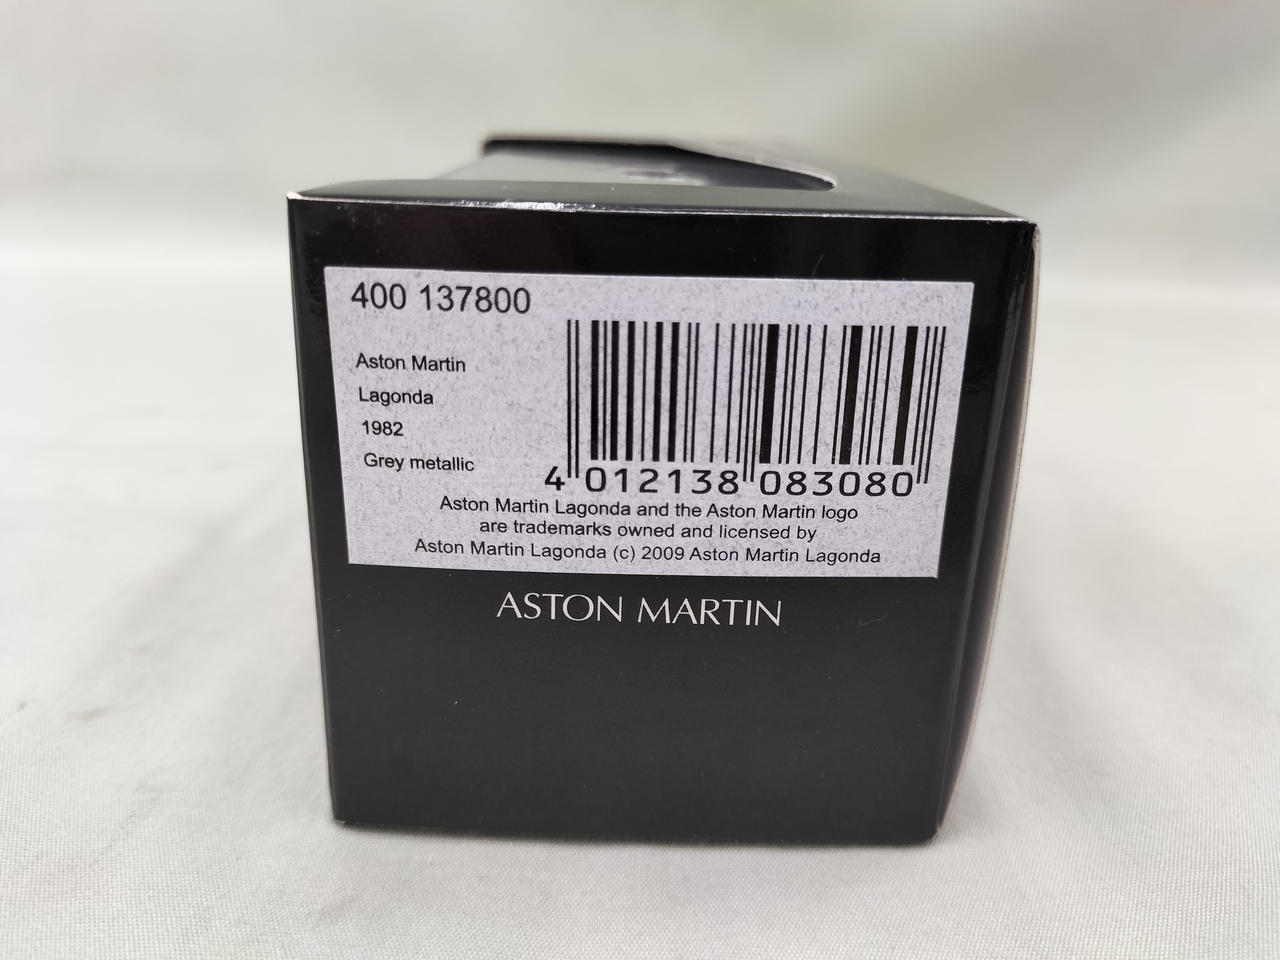 400 137800
Aston Martin
Lagonda
1982
Grey metallic
4 012138 083080
Aston Martin Lagonda and the Aston Martin logo
are trademarks owned and licensed by
Aston Martin Lagonda (c) 2009 Aston Martin Lagonda
ASTON MARTIN